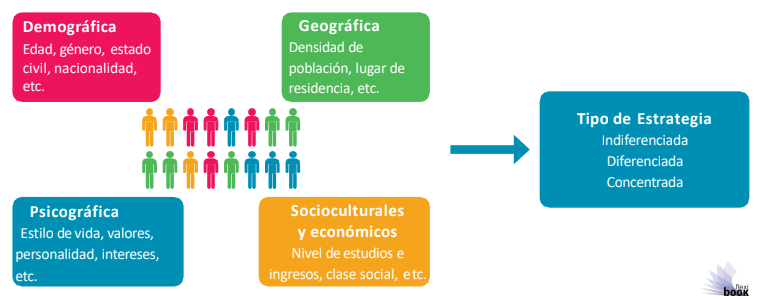 Demográfica
Edad, género, estado
civil, nacionalidad,
etc.
Geográfica
Densidad de
población, lugar de
residencia, etc.
Psicográfica
Estilo de vida, valores,
personalidad, intereses,
etc.
Socioculturales
y económicos
Nivel de estudios e
ingresos, clase social, etc.
Tipo de Estrategia
Indiferenciada
Diferenciada
Concentrada
flexi
book